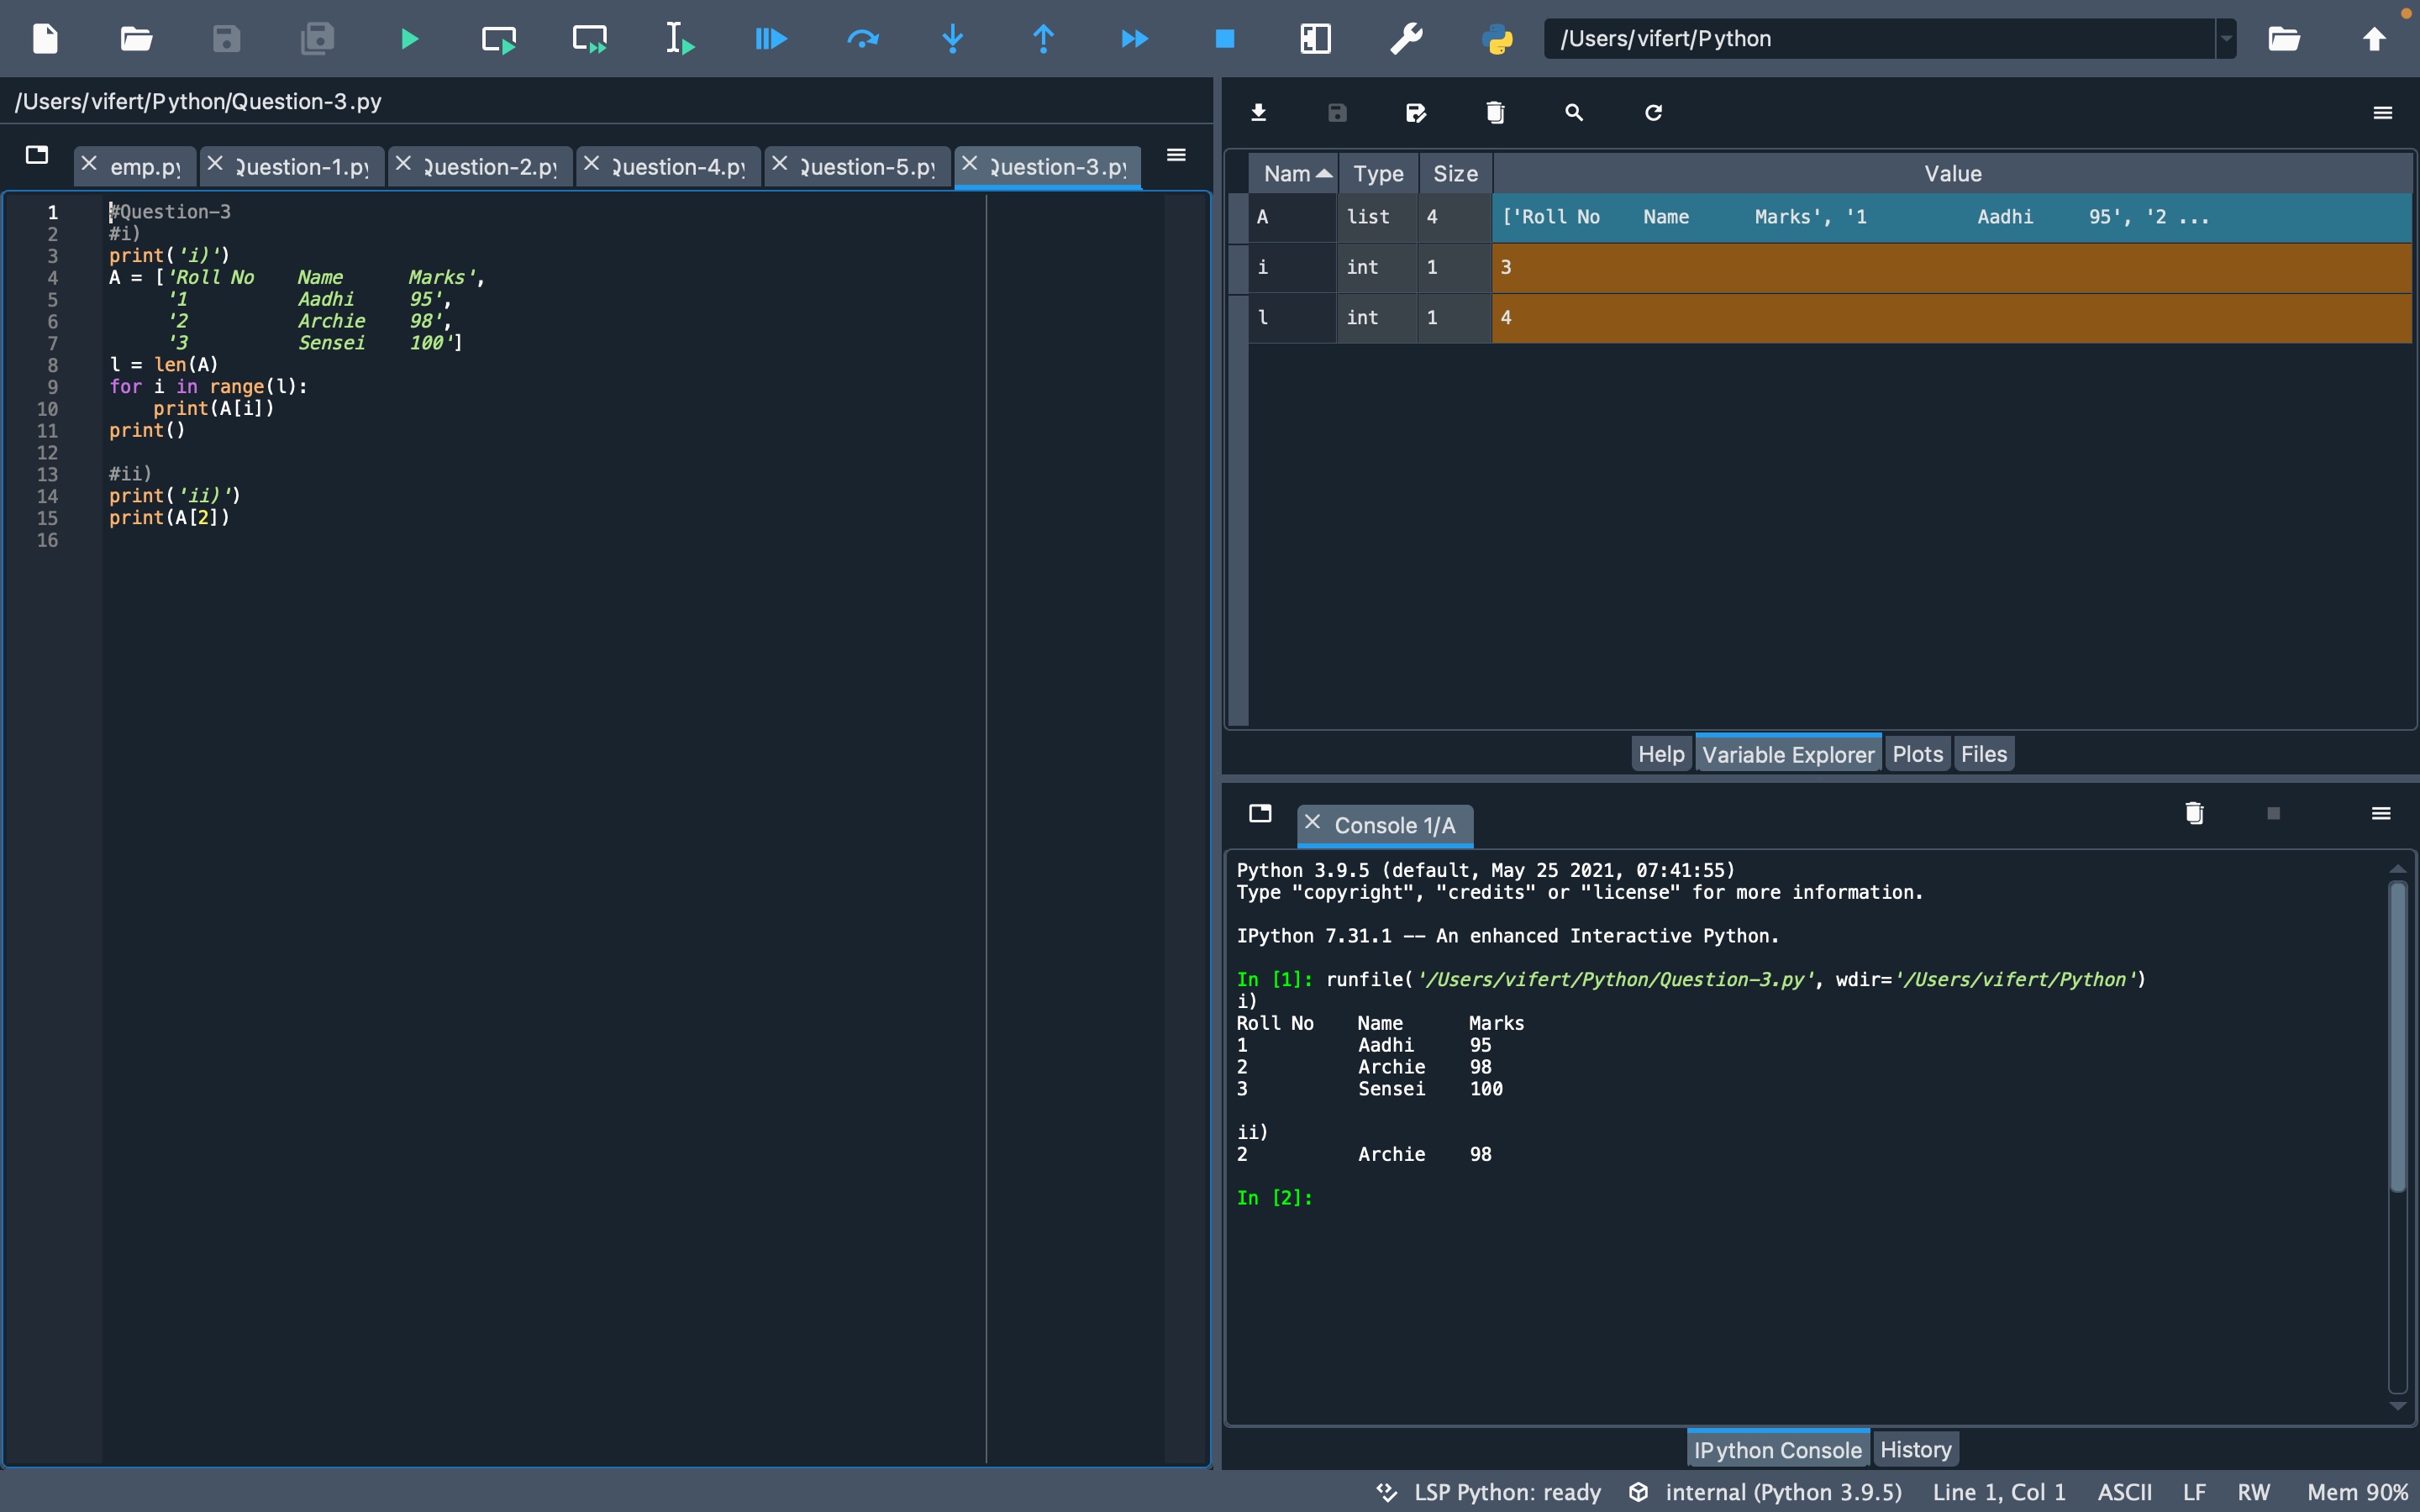 /Users/vifert/Python
/Users/vifert/Python/Question-3.py
emp.py Question-1.py Question-2.py Question-4.py Question-5.py Question-3.py
1 #Question-3
2 #i)
3 print('i)')
4 A = ['Roll No    Name      Marks',
5 '1          Aadhi     95',
6 '2          Archie    98',
7 '3          Sensei    100']
8 l = len(A)
9 for i in range(l):
10 print(A[i])
11 print()
12
13 #ii)
14 print('ii)')
15 print(A[2])
16
Nam Type Size Value
A list 4 ['Roll No    Name      Marks', '1          Aadhi     95', '2 ...
i int 1 3
l int 1 4
Help Variable Explorer Plots Files
Console 1/A
Python 3.9.5 (default, May 25 2021, 07:41:55)
Type "copyright", "credits" or "license" for more information.
IPython 7.31.1 -- An enhanced Interactive Python.
In [1]: runfile('/Users/vifert/Python/Question-3.py', wdir='/Users/vifert/Python')
i)
Roll No    Name      Marks
1          Aadhi     95
2          Archie    98
3          Sensei    100
ii)
2          Archie    98
In [2]:
IPython Console History
LSP Python: ready internal (Python 3.9.5) Line 1, Col 1 ASCII LF RW Mem 90%